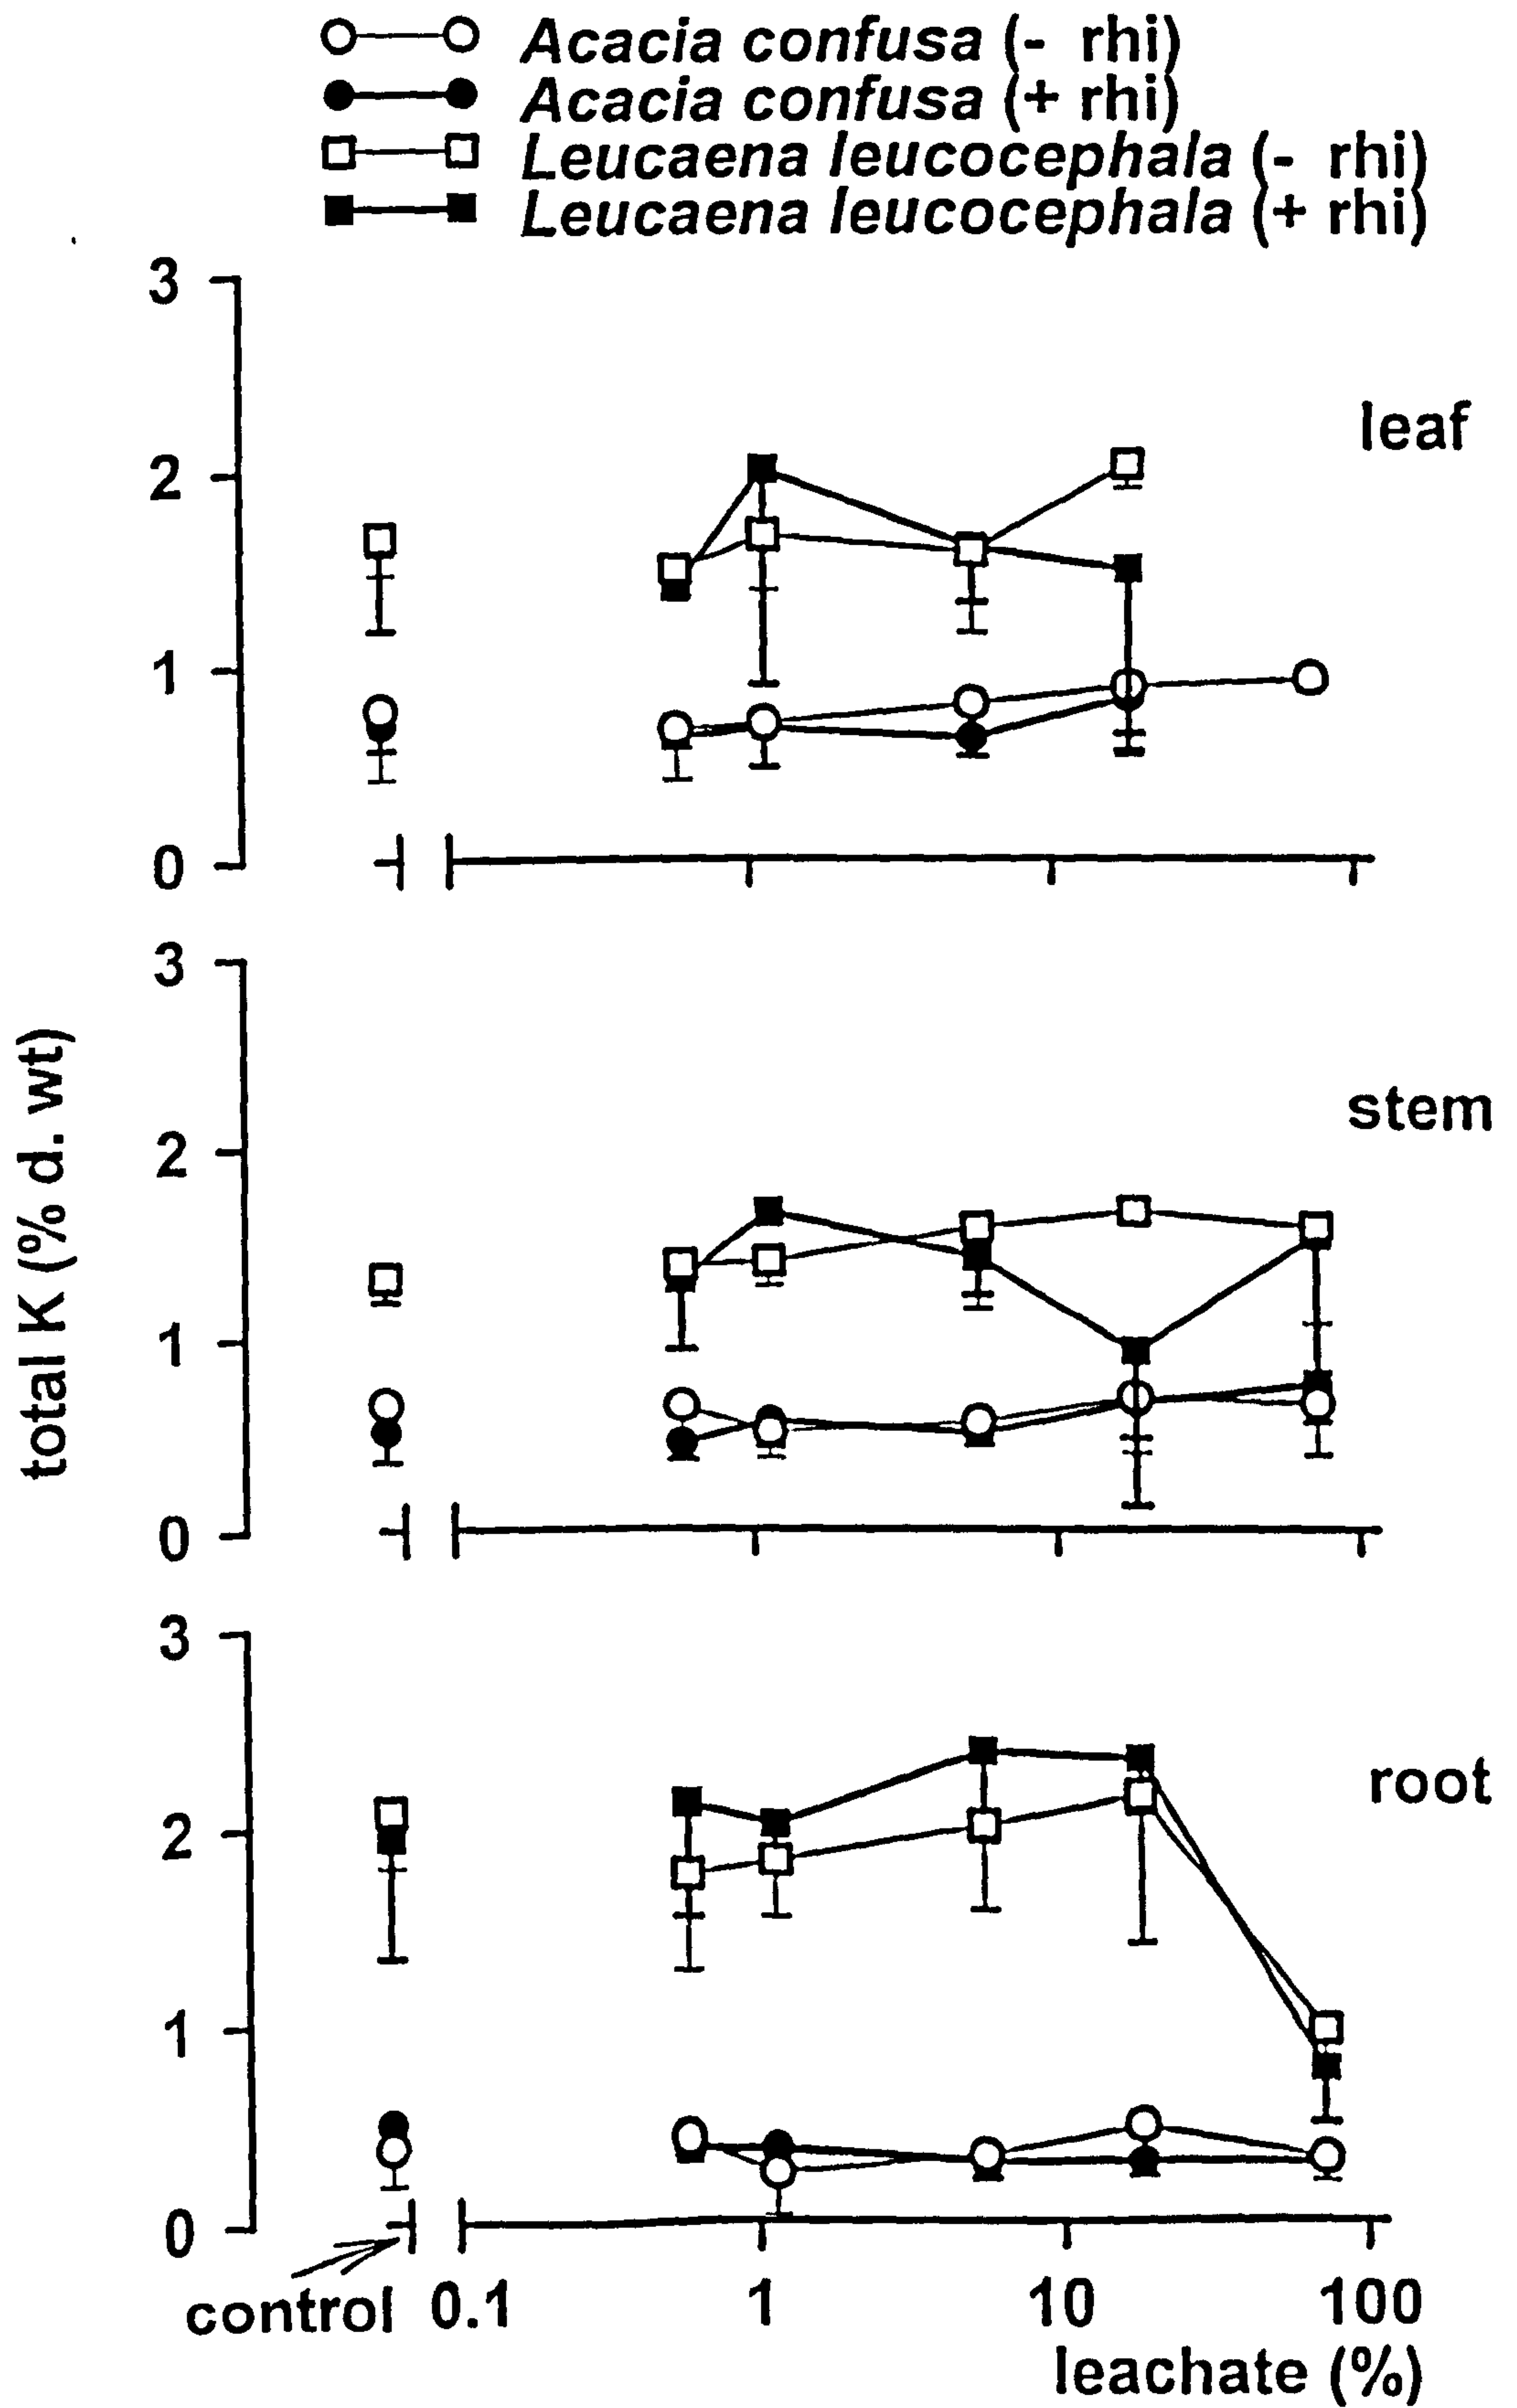 Acacia confusa (- rhi)
Acacia confusa (+ rhi)
Leucaena leucocephala (- rhi)
Leucaena leucocephala (+ rhi)
3
leaf
2
1
0
3
stem
2
1
0
total K (% d. wt)
3
root
2
1
0
control 0.1 1 10 100
leachate (%)